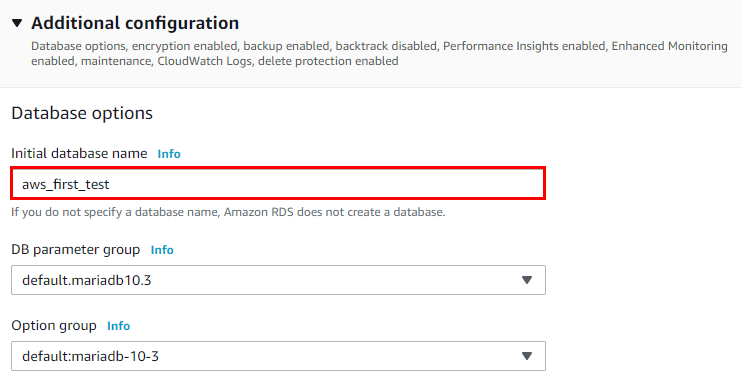 Additional configuration
Database options, encryption enabled, backup enabled, backtrack disabled, Performance Insights enabled, Enhanced Monitoring
enabled, maintenance, CloudWatch Logs, delete protection enabled
Database options
Initial database name Info
aws_first_test
If you do not specify a database name, Amazon RDS does not create a database.
DB parameter group Info
default.mariadb10.3
Option group Info
default:mariadb-10-3